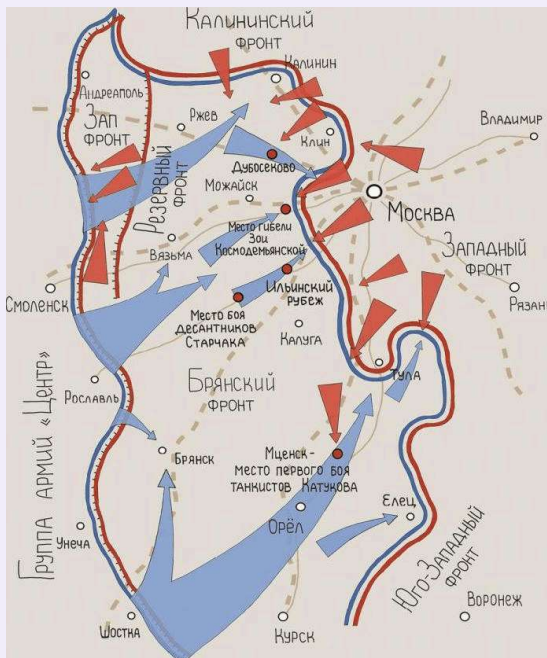 Калининский
фронт
Калинин
Андреаполь
Зап
фронт
Ржев
Клин
Владимир
Резервный
фронт
Дубосеково
Можайск
Москва
Место гибели
Зои
Космодемьянской
Вязьма
Западный
фронт
Смоленск
Ильинский
рубеж
Рязан
Место боя
десантников
Старчака
Калуга
Рославль
Брянский
фронт
Тула
Группа армий «Центр»
Мценск-
место первого боя
танкистов Катукова
Брянск
Елец
Орёл
Унеча
Юго-Западный
фронт
Шостка
Курск
Воронеж